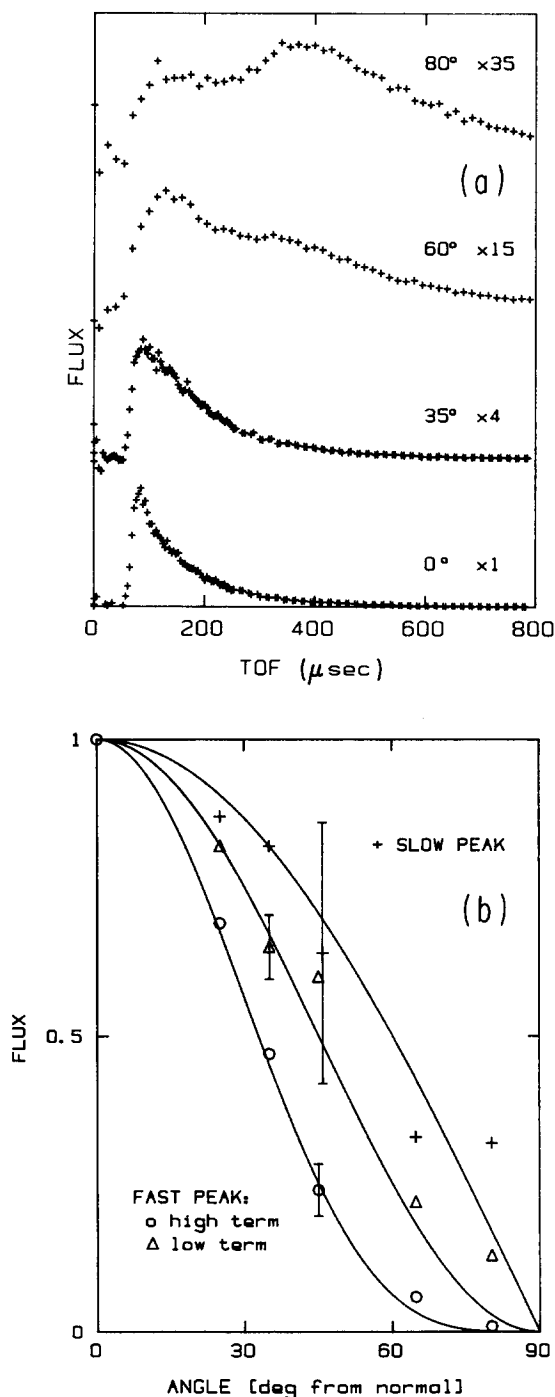 80° ×35
(a)
60° ×15
FLUX
35° ×4
0° ×1
0 200 400 600 800
TOF (μsec)
1
+ SLOW PEAK
(b)
0.5
FLUX
FAST PEAK:
o high term
△ low term
0
0 30 60 90
ANGLE [deg from normal]